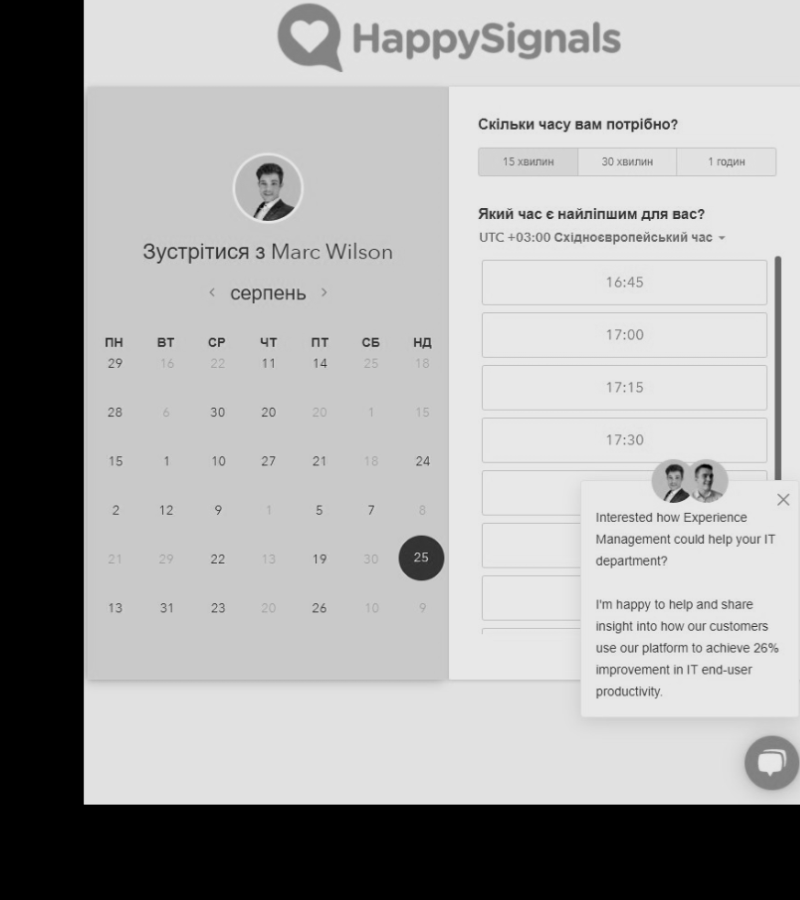 HappySignals
Зустрітися з Marc Wilson
серпень
ПН ВТ СР ЧТ ПТ СБ НД
29 16 22 11 14 25 18
28 6 30 20 20 1 15
15 1 10 27 21 18 24
2 12 9 1 5 7 8
21 29 22 13 19 30 25
13 31 23 20 26 10 9
Скільки часу вам потрібно?
15 хвилин 30 хвилин 1 годин
Який час є найліпшим для вас?
UTC +03:00 Східноєвропейський час
16:45
17:00
17:15
17:30
Interested how Experience
Management could help your IT
department?
I'm happy to help and share
insight into how our customers
use our platform to achieve 26%
improvement in IT end-user
productivity.